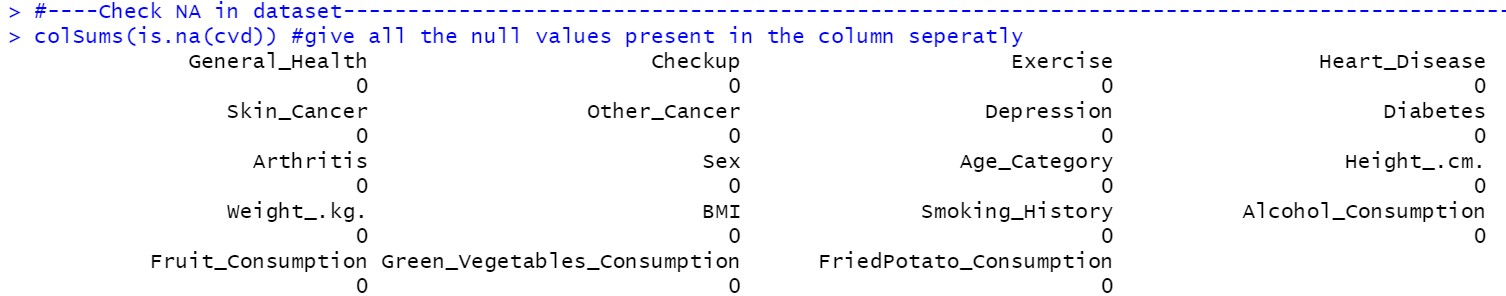 > #----Check NA in dataset--------------------------------------------------------------------------------------------
> colSums(is.na(cvd)) #give all the null values present in the column seperatly
General_Health Checkup Exercise Heart_Disease
0 0 0 0
Skin_Cancer Other_Cancer Depression Diabetes
0 0 0 0
Arthritis Sex Age_Category Height_.cm.
0 0 0 0
Weight_.kg. BMI Smoking_History Alcohol_Consumption
0 0 0 0
Fruit_Consumption Green_Vegetables_Consumption FriedPotato_Consumption
0 0 0